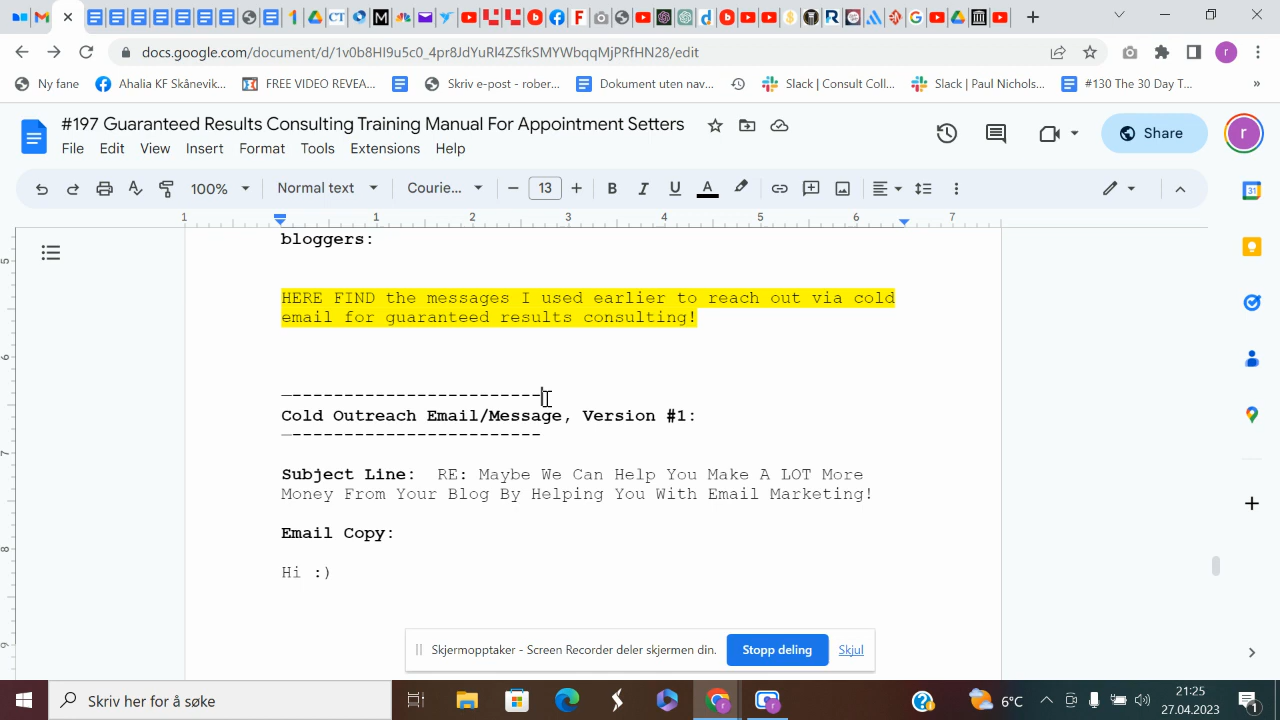 docs.google.com/document/d/1v0b8HI9u5c0_4pr8JdYuRl4ZSfkSMYWbqqMjPRfHN28/edit
Ny fane
Ahalia KF Skånevik...
FREE VIDEO REVEA...
Skriv e-post - rober...
Dokument uten nav...
Slack | Consult Coll...
Slack | Paul Nichols...
#130 The 30 Day T...
#197 Guaranteed Results Consulting Training Manual For Appointment Setters
File Edit View Insert Format Tools Extensions Help
Share
100% Normal text Courie... 13
bloggers:
HERE FIND the messages I used earlier to reach out via cold
email for guaranteed results consulting!
—------------------------
Cold Outreach Email/Message, Version #1:
—------------------------
Subject Line: RE: Maybe We Can Help You Make A LOT More
Money From Your Blog By Helping You With Email Marketing!
Email Copy:
Hi :)
Skjermopptaker - Screen Recorder deler skjermen din. Stopp deling Skjul
Skriv her for å søke
6°C
21:25
27.04.2023